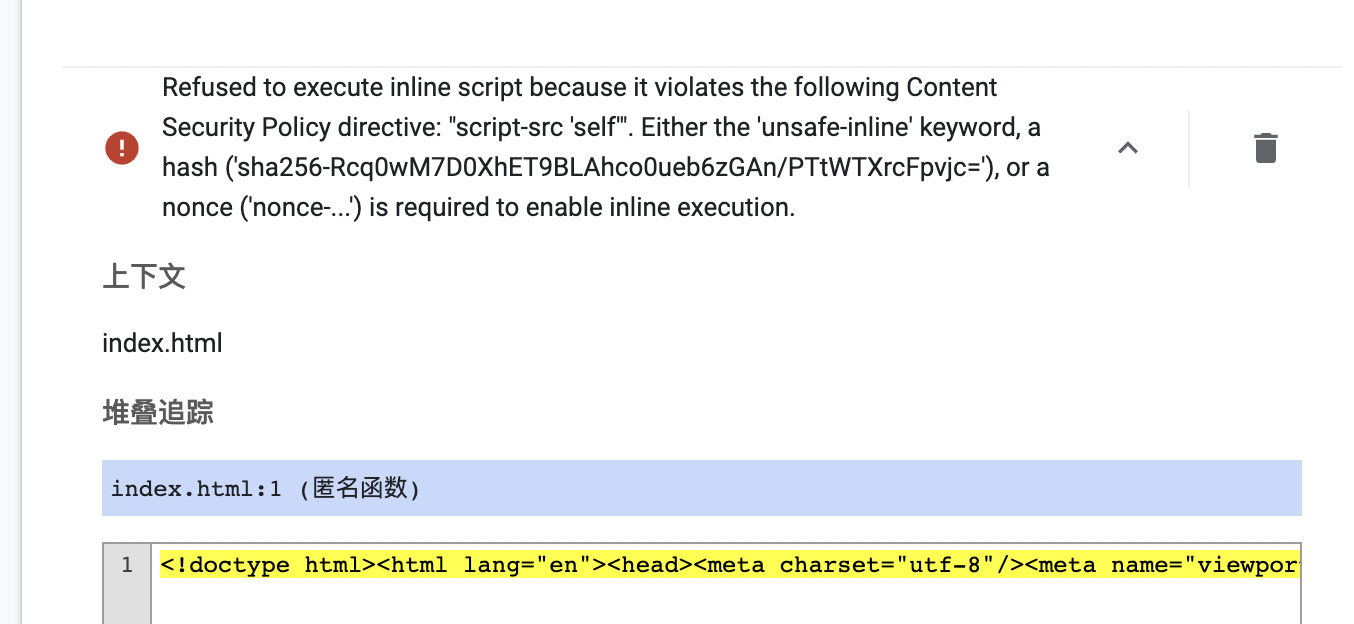 Refused to execute inline script because it violates the following Content
Security Policy directive: "script-src 'self'". Either the 'unsafe-inline' keyword, a
hash ('sha256-Rcq0wM7D0XhET9BLAhco0ueb6zGAn/PTtWTXrcFpvjc='), or a
nonce ('nonce-...') is required to enable inline execution.
上下文
index.html
堆叠追踪
index.html:1 (匿名函数)
1 <!doctype html><html lang="en"><head><meta charset="utf-8"/><meta name="viewpor